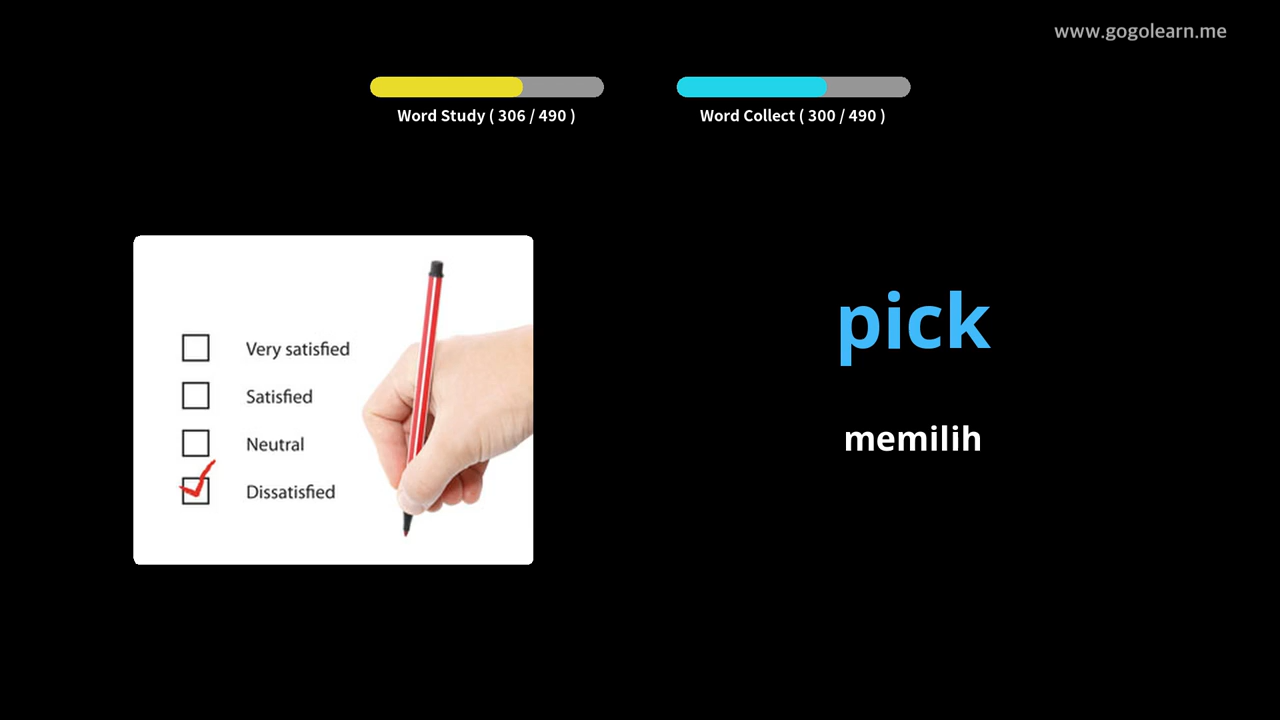 www.gogolearn.me
Word Study ( 306 / 490 )
Word Collect ( 300 / 490 )
Very satisfied
Satisfied
Neutral
Dissatisfied
pick
memilih